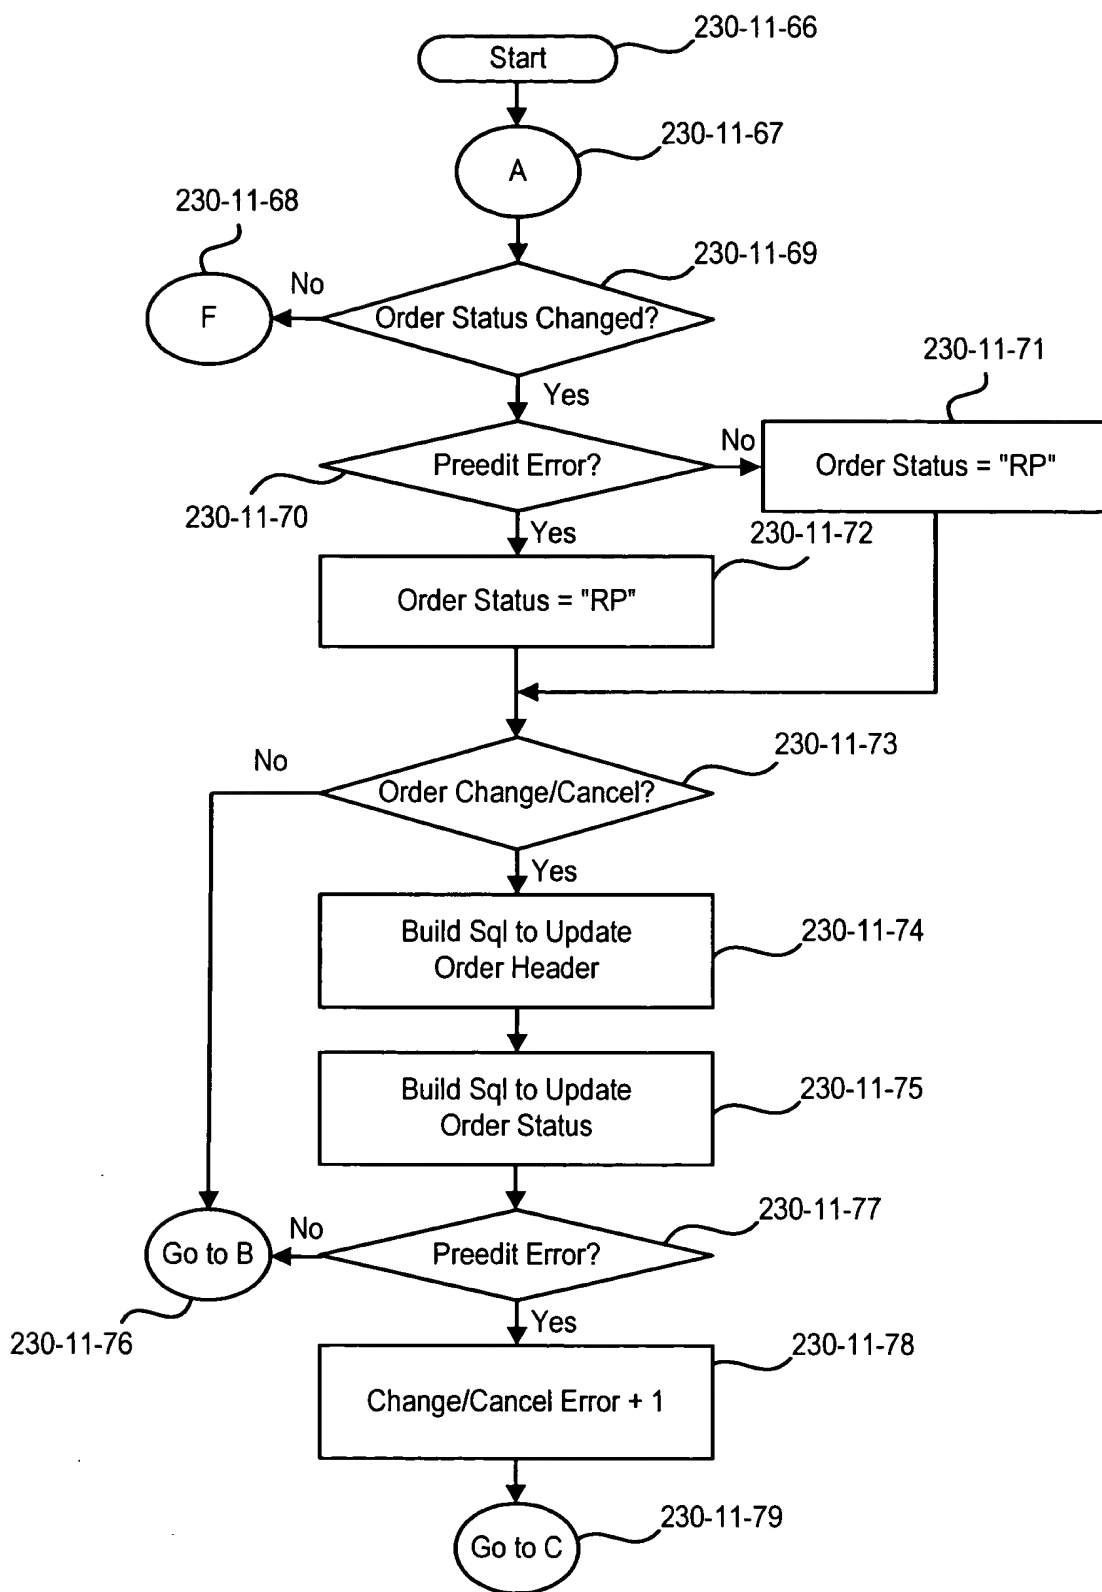 230-11-66
Start
230-11-67
A
230-11-68
230-11-69
No
F
Order Status Changed?
230-11-71
Yes
No
Preedit Error?
Order Status = "RP"
230-11-70
Yes
230-11-72
Order Status = "RP"
230-11-73
No
Order Change/Cancel?
Yes
Build Sql to Update
Order Header
230-11-74
Build Sql to Update
Order Status
230-11-75
230-11-77
No
Go to B
Preedit Error?
230-11-76
Yes
230-11-78
Change/Cancel Error + 1
230-11-79
Go to C